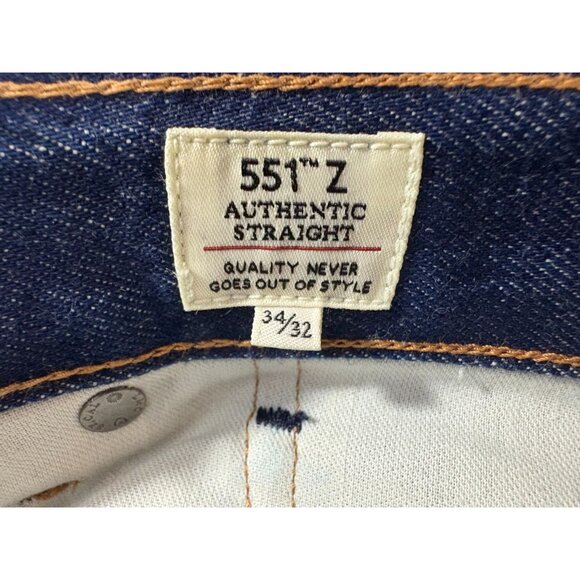 551™ Z
AUTHENTIC
STRAIGHT
QUALITY NEVER
GOES OUT OF STYLE
34/32